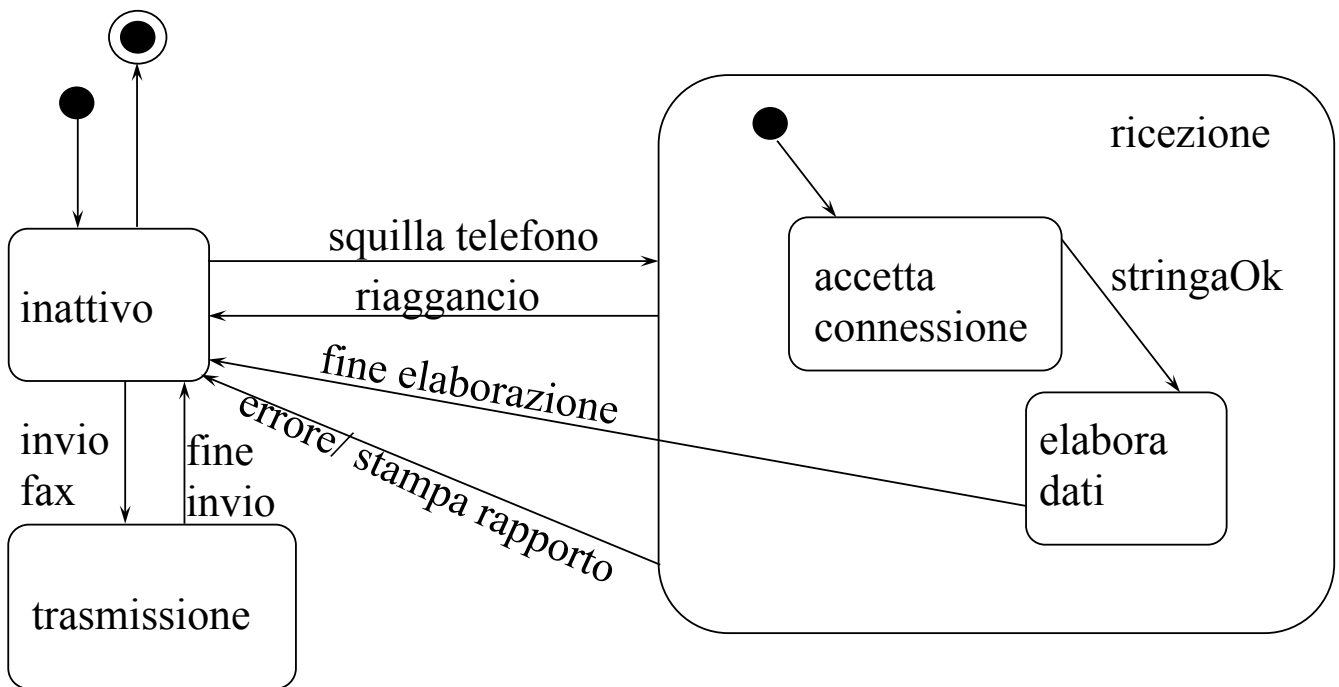 ricezione
squilla telefono
accetta
connessione
stringaOk
inattivo
riaggancio
fine elaborazione
errore/ stampa rapporto
invio
fax
fine
invio
elabora
dati
trasmissione